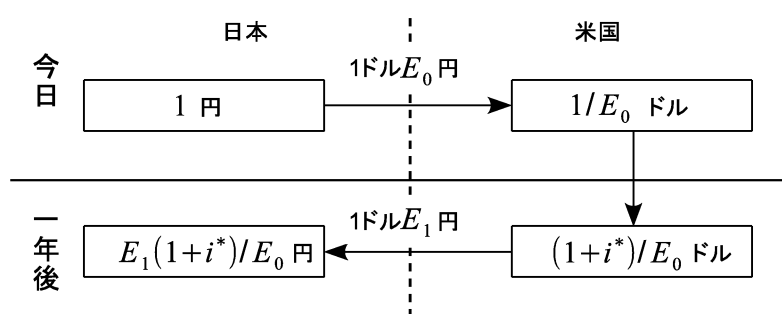 日本
米国
今日
1ドルE₀円
1 円
1/E₀ ドル
一年後
1ドルE₁円
E₁(1+i*)/E₀ 円
(1+i*)/E₀ ドル